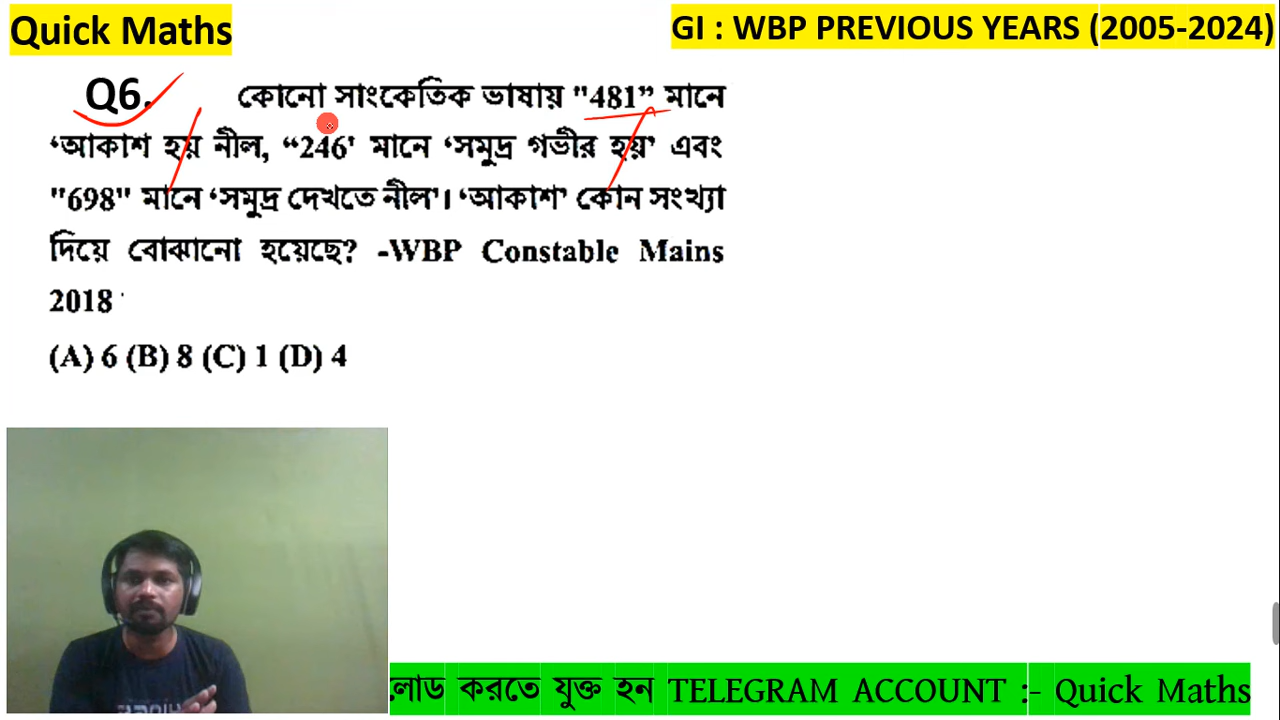 Quick Maths
GI : WBP PREVIOUS YEARS (2005-2024)
Q6. কোনো সাংকেতিক ভাষায় "481” মানে
‘আকাশ হয় নীল, “246' মানে ‘সমুদ্র গভীর হয়’ এবং
"698" মানে ‘সমুদ্র দেখতে নীল’। ‘আকাশ’ কোন সংখ্যা
দিয়ে বোঝানো হয়েছে? -WBP Constable Mains
2018
(A) 6 (B) 8 (C) 1 (D) 4
লোড করতে যুক্ত হন TELEGRAM ACCOUNT :- Quick Maths